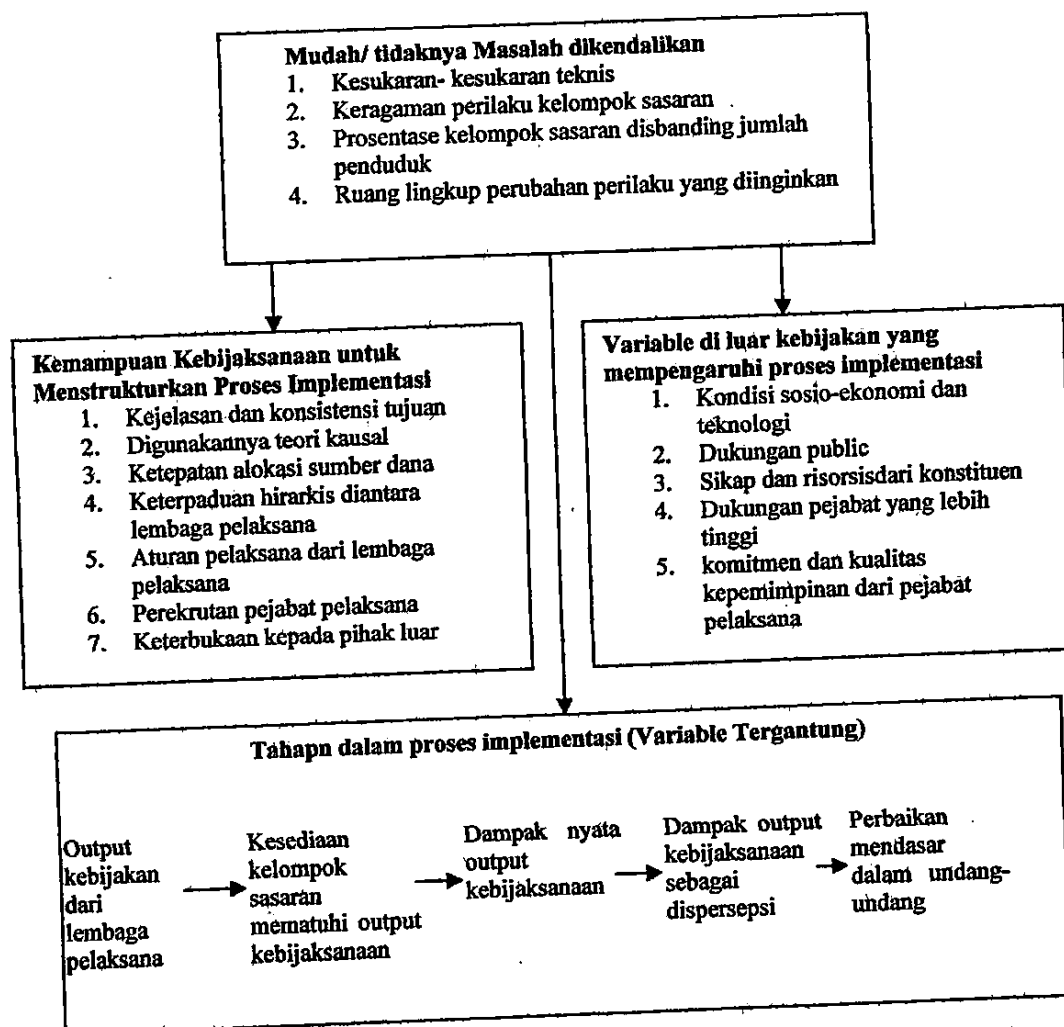 Mudah/ tidaknya Masalah dikendalikan
1. Kesukaran- kesukaran teknis
2. Keragaman perilaku kelompok sasaran
3. Prosentase kelompok sasaran disbanding jumlah
penduduk
4. Ruang lingkup perubahan perilaku yang diinginkan
Kemampuan Kebijaksanaan untuk
Menstrukturkan Proses Implementasi
1. Kejelasan dan konsistensi tujuan
2. Digunakannya teori kausal
3. Ketepatan alokasi sumber dana
4. Keterpaduan hirarkis diantara
lembaga pelaksana
5. Aturan pelaksana dari lembaga
pelaksana
6. Perekrutan pejabat pelaksana
7. Keterbukaan kepada pihak luar
Variable di luar kebijakan yang
mempengaruhi proses implementasi
1. Kondisi sosio-ekonomi dan
teknologi
2. Dukungan public
3. Sikap dan risorsisdari konstituen
4. Dukungan pejabat yang lebih
tinggi
5. komitmen dan kualitas
kepemimpinan dari pejabat
pelaksana
Tahapn dalam proses implementasi (Variable Tergantung)
Output
kebijakan
dari
lembaga
pelaksana
Kesediaan
kelompok
sasaran
mematuhi output
kebijaksanaan
Dampak nyata
output
kebijaksanaan
Dampak output
kebijaksanaan
sebagai
dispersepsi
Perbaikan
mendasar
dalam undang-
undang